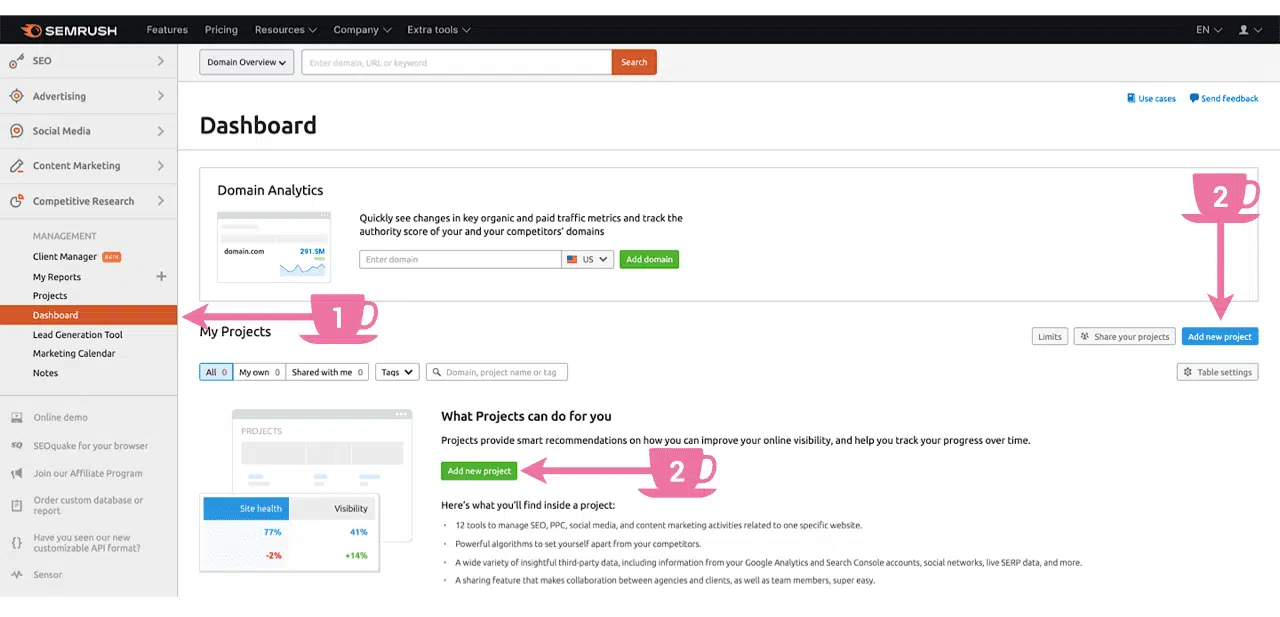 SEMRUSH
Features Pricing Resources Company Extra tools EN
SEO
Domain Overview Enter domain, URL or keyword Search
Advertising
Use cases Send feedback
Social Media
Dashboard
Content Marketing
Competitive Research
Domain Analytics
2
Quickly see changes in key organic and paid traffic metrics and track the
authority score of your and your competitors' domains
domain.com 291.5M
Enter domain US Add domain
MANAGEMENT
Client Manager BETA
My Reports
Projects
Dashboard
Lead Generation Tool
Marketing Calendar
Notes
1
My Projects
Limits Share your projects Add new project
All 0 My own 0 Shared with me 0 Tags Domain, project name or tag Table settings
PROJECTS
Site health Visibility
77% 41%
-2% +14%
What Projects can do for you
Projects provide smart recommendations on how you can improve your online visibility, and help you track your progress over time.
Add new project
2
Here's what you'll find inside a project:
· 12 tools to manage SEO, PPC, social media, and content marketing activities related to one specific website.
· Powerful algorithms to set yourself apart from your competitors.
· A wide variety of insightful third-party data, including information from your Google Analytics and Search Console accounts, social networks, live SERP data, and more.
· A sharing feature that makes collaboration between agencies and clients, as well as team members, super easy.
Online demo
SQ SEOquake for your browser
Join our Affiliate Program
Order custom database or
report
Have you seen our new
customizable API format?
Sensor